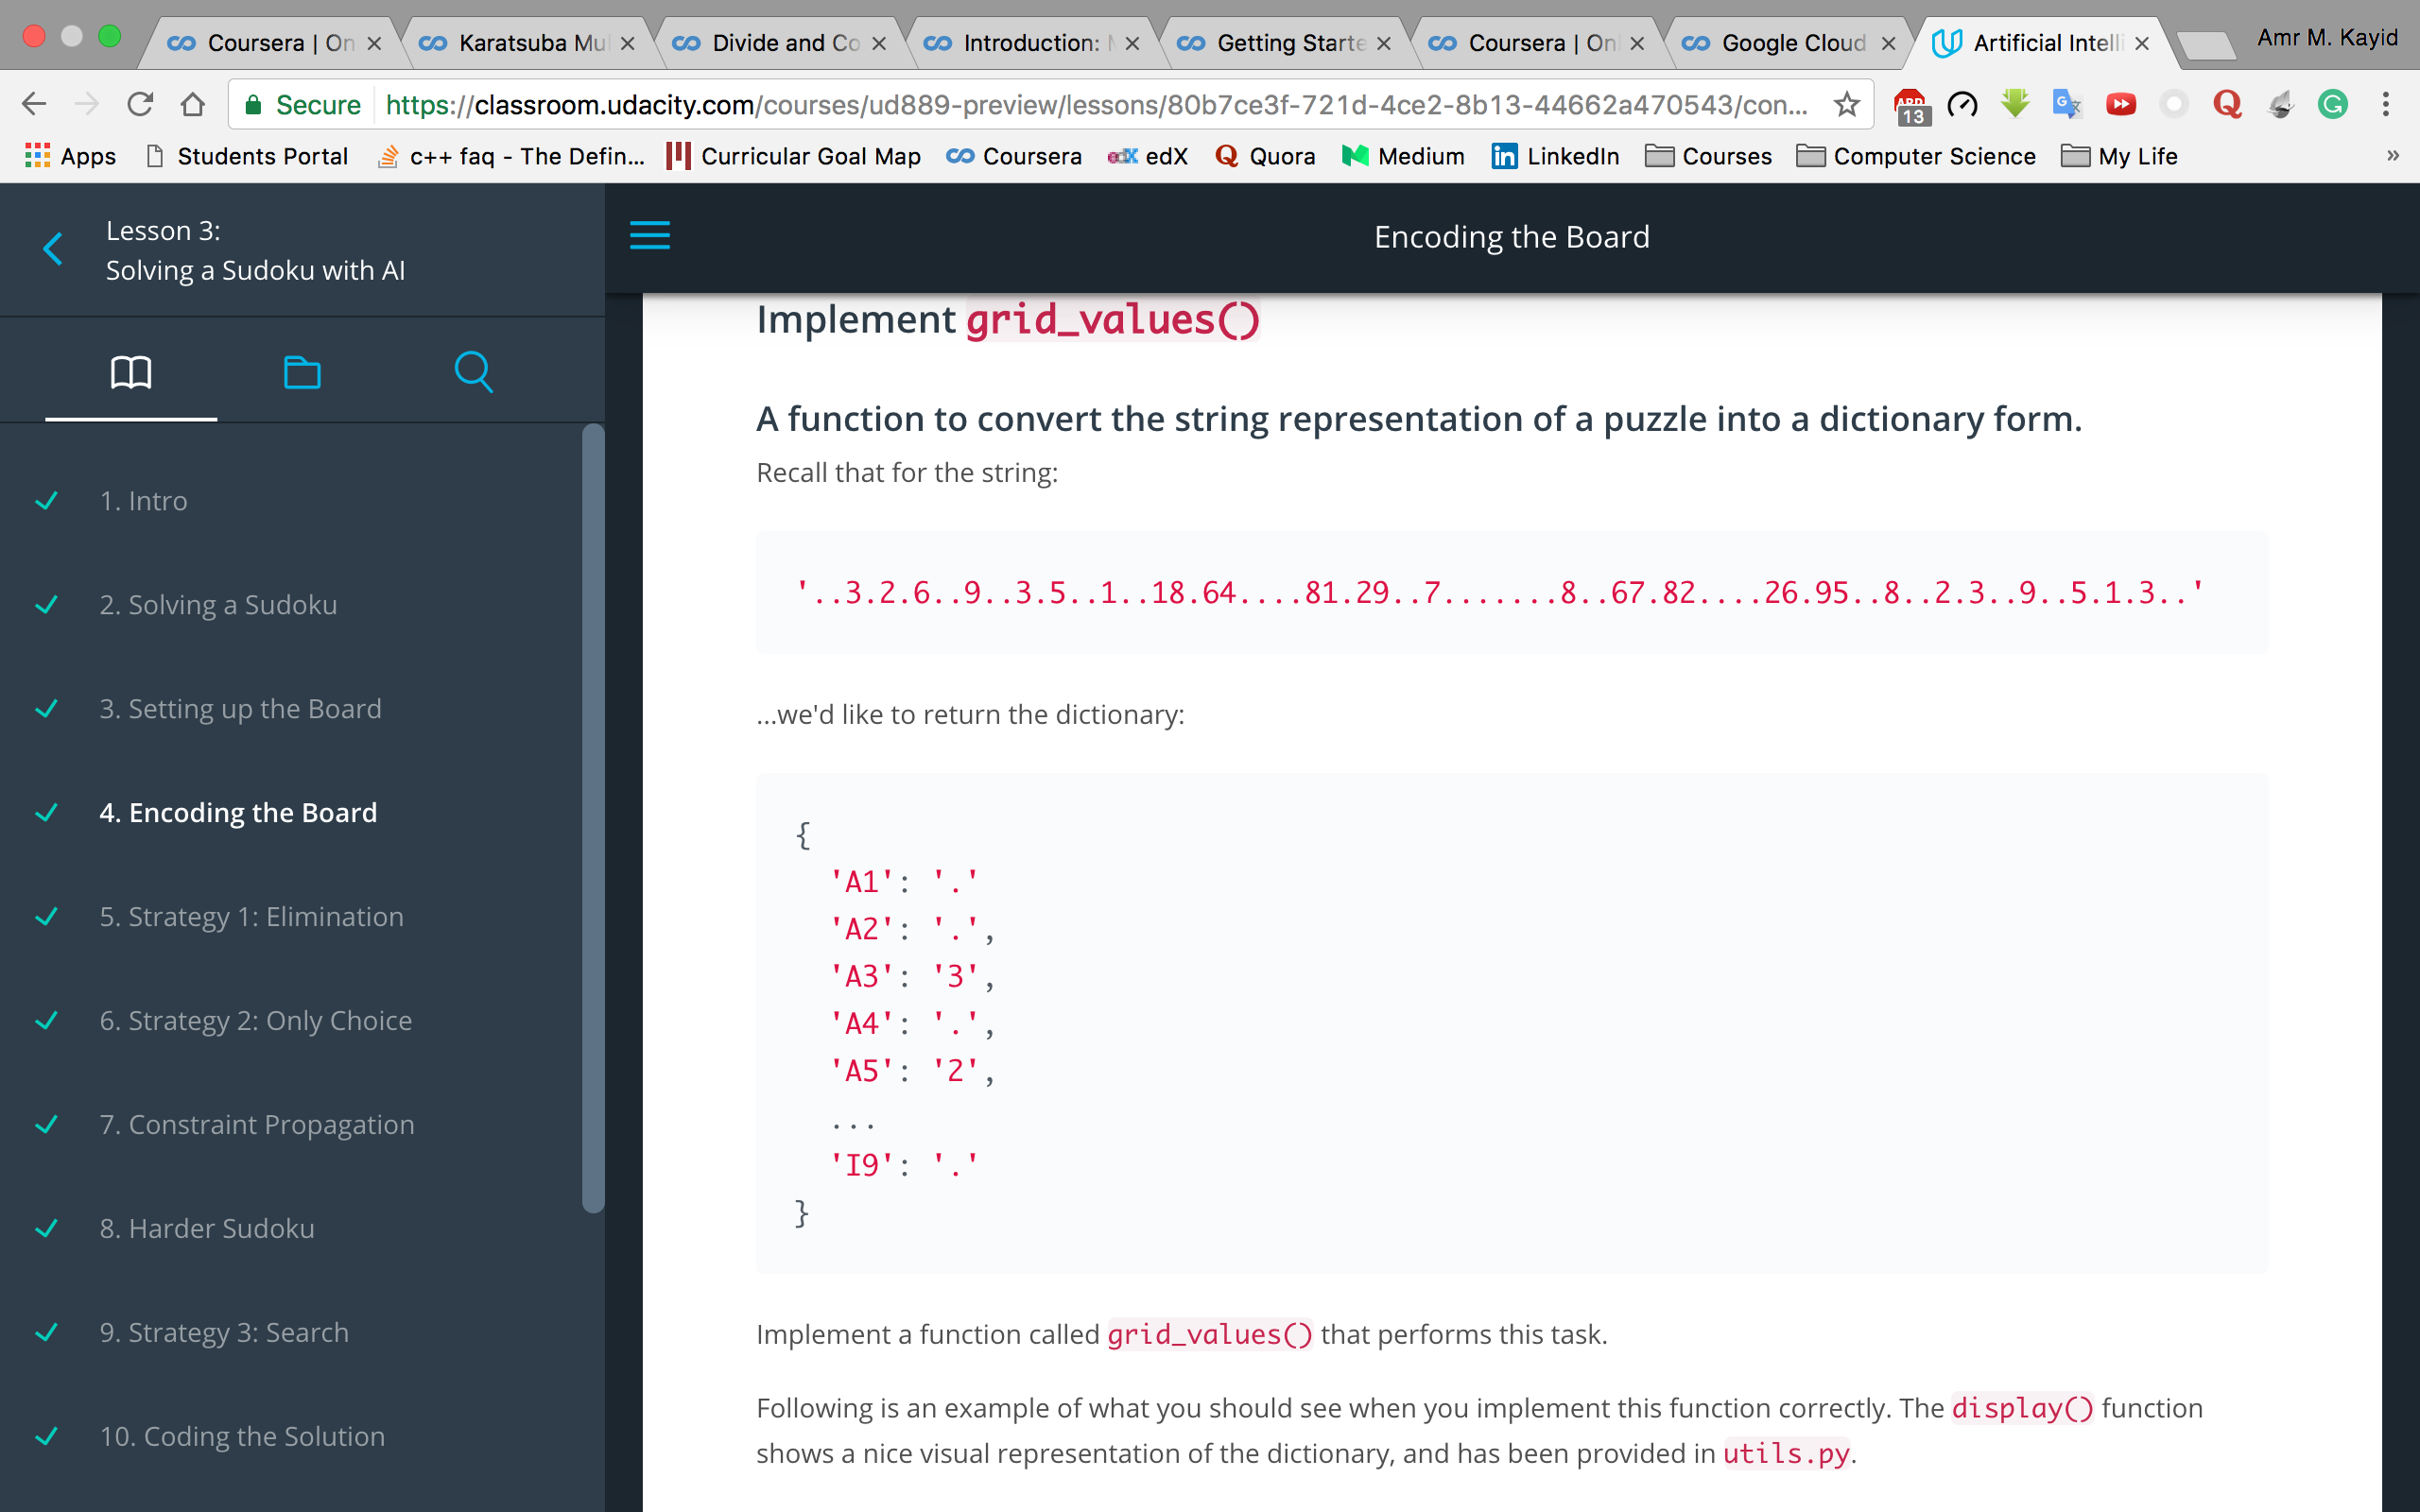 Coursera | On
Karatsuba Mul
Divide and Co
Introduction: M
Getting Starte
Coursera | Onl
Google Cloud
Artificial Intelli
Amr M. Kayid
Secure
https://classroom.udacity.com/courses/ud889-preview/lessons/80b7ce3f-721d-4ce2-8b13-44662a470543/con...
ABP
13
Apps
Students Portal
c++ faq - The Defin...
Curricular Goal Map
Coursera
edX
edX
Quora
Medium
LinkedIn
Courses
Computer Science
My Life
»
Lesson 3:
Solving a Sudoku with AI
1. Intro
2. Solving a Sudoku
3. Setting up the Board
4. Encoding the Board
5. Strategy 1: Elimination
6. Strategy 2: Only Choice
7. Constraint Propagation
8. Harder Sudoku
9. Strategy 3: Search
10. Coding the Solution
Encoding the Board
Implement grid_values()
A function to convert the string representation of a puzzle into a dictionary form.
Recall that for the string:
'..3.2.6..9..3.5..1..18.64....81.29..7.......8..67.82....26.95..8..2.3..9..5.1.3..'
...we'd like to return the dictionary:
{
'A1': '.'
'A2': '.',
'A3': '3',
'A4': '.',
'A5': '2',
...
'I9': '.'
}
Implement a function called grid_values() that performs this task.
Following is an example of what you should see when you implement this function correctly. The display() function
shows a nice visual representation of the dictionary, and has been provided in utils.py.